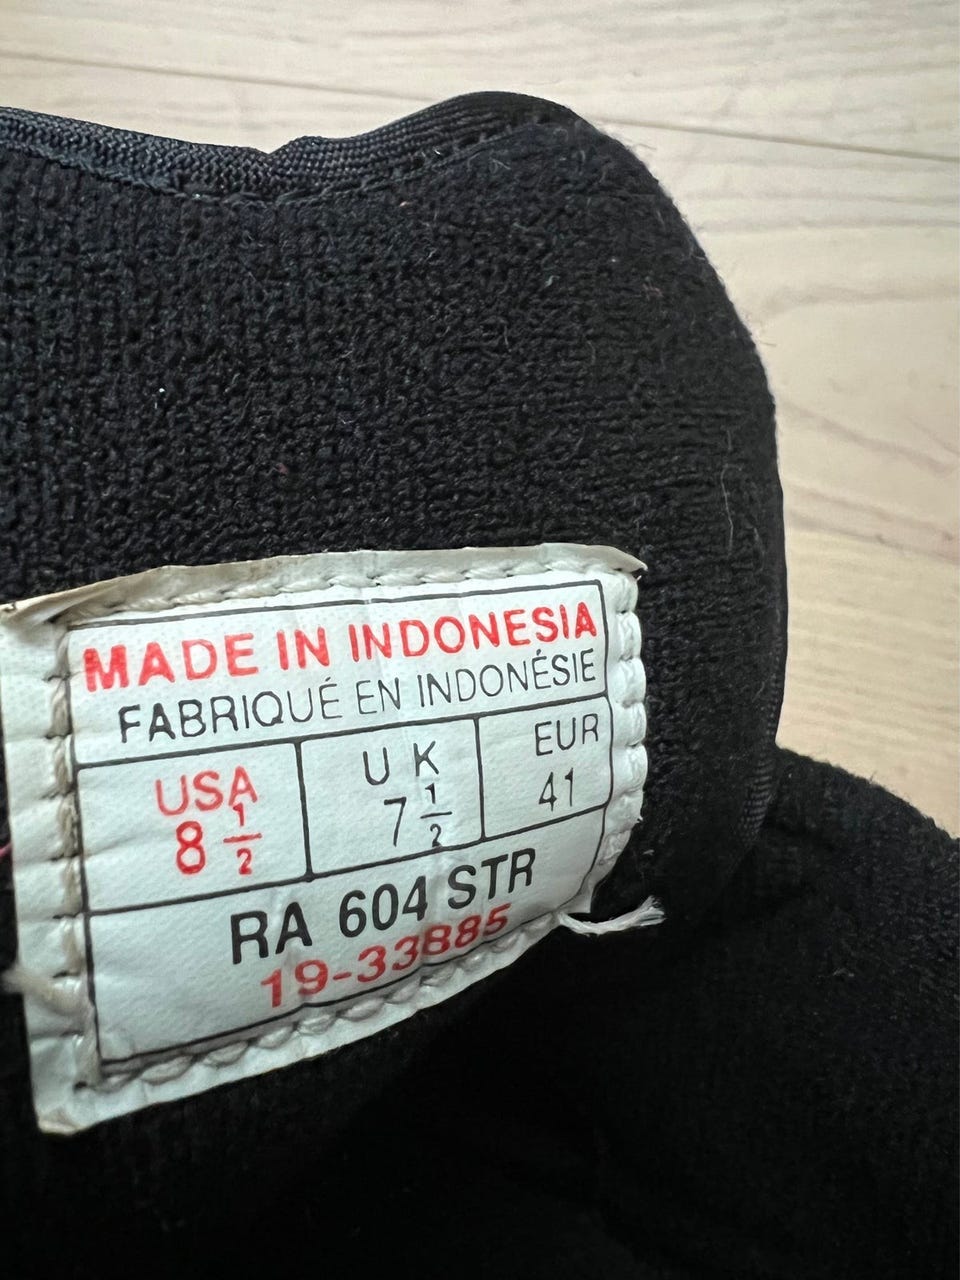 MADE IN INDONESIA
FABRIQUÉ EN INDONÉSIE
USA
8 1/2
U K
7 1/2
EUR
41
RA 604 STR
19-33885